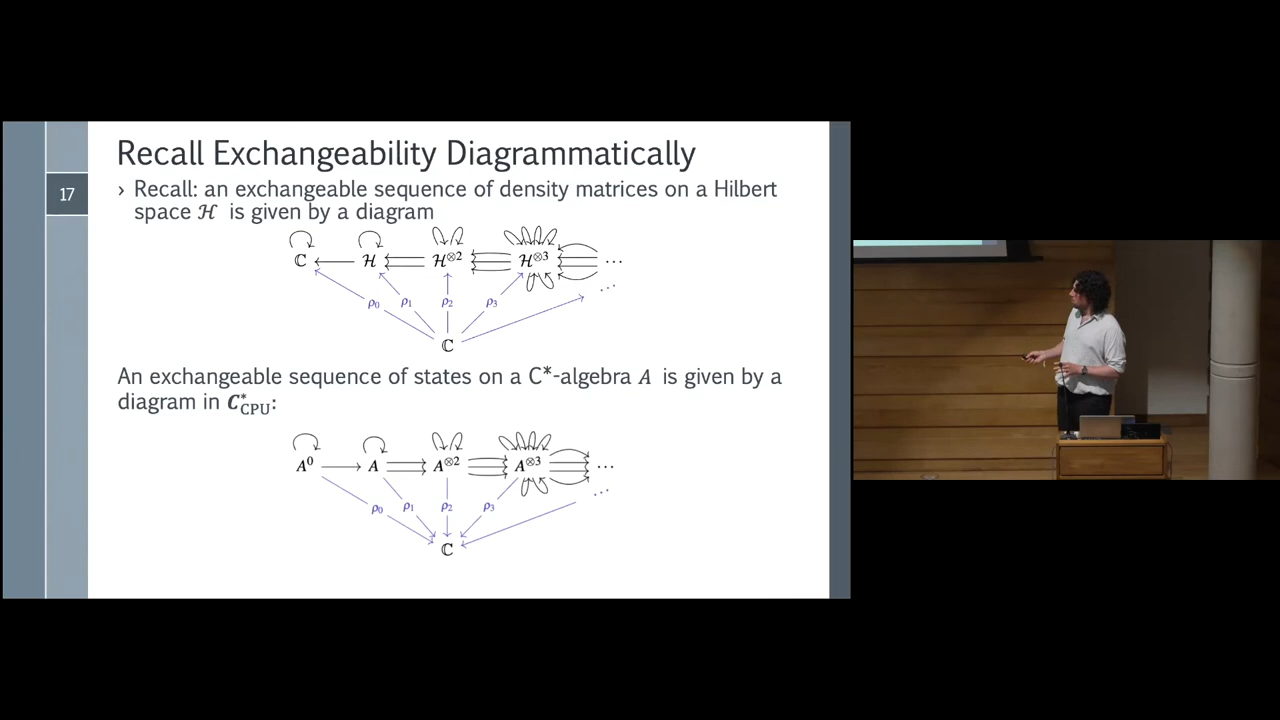 Recall Exchangeability Diagrammatically
17
› Recall: an exchangeable sequence of density matrices on a Hilbert
space ℋ is given by a diagram
ℂ ℋ ℋ⊗2 ℋ⊗3 ⋯
⋯
ρ0 ρ1 ρ2 ρ3
ℂ
An exchangeable sequence of states on a C*-algebra A is given by a
diagram in C*CPU:
A0 A A⊗2 A⊗3 ⋯
⋯
ρ0 ρ1 ρ2 ρ3
ℂ